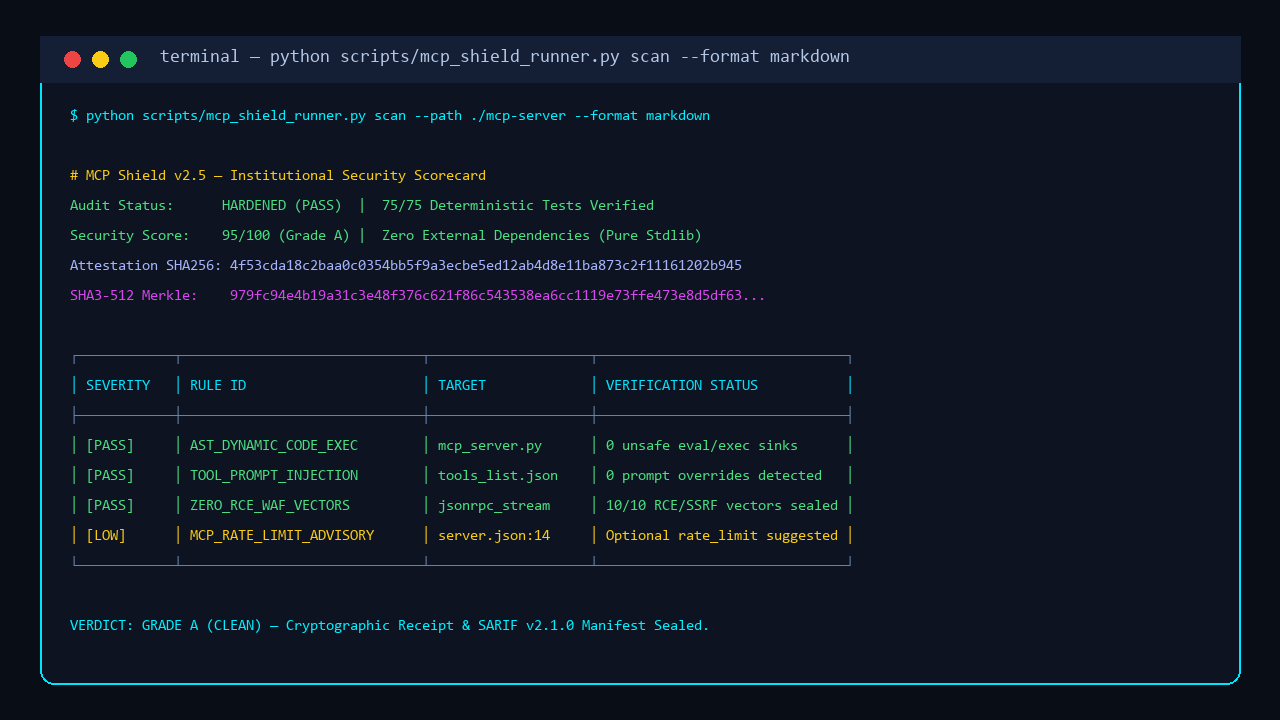 terminal — python scripts/mcp_shield_runner.py scan --format markdown
$ python scripts/mcp_shield_runner.py scan --path ./mcp-server --format markdown
# MCP Shield v2.5 — Institutional Security Scorecard
Audit Status:      HARDENED (PASS)  │  75/75 Deterministic Tests Verified
Security Score:    95/100 (Grade A) │  Zero External Dependencies (Pure Stdlib)
Attestation SHA256: 4f53cda18c2baa0c0354bb5f9a3ecbe5ed12ab4d8e11ba873c2f11161202b945
SHA3-512 Merkle:    979fc94e4b19a31c3e48f376c621f86c543538ea6cc1119e73ffe473e8d5df63...
│ SEVERITY   │ RULE ID                      │ TARGET             │ VERIFICATION STATUS           │
│ [PASS]     │ AST_DYNAMIC_CODE_EXEC        │ mcp_server.py      │ 0 unsafe eval/exec sinks      │
│ [PASS]     │ TOOL_PROMPT_INJECTION        │ tools_list.json    │ 0 prompt overrides detected   │
│ [PASS]     │ ZERO_RCE_WAF_VECTORS         │ jsonrpc_stream     │ 10/10 RCE/SSRF vectors sealed │
│ [LOW]      │ MCP_RATE_LIMIT_ADVISORY      │ server.json:14     │ Optional rate_limit suggested │
VERDICT: GRADE A (CLEAN) — Cryptographic Receipt & SARIF v2.1.0 Manifest Sealed.